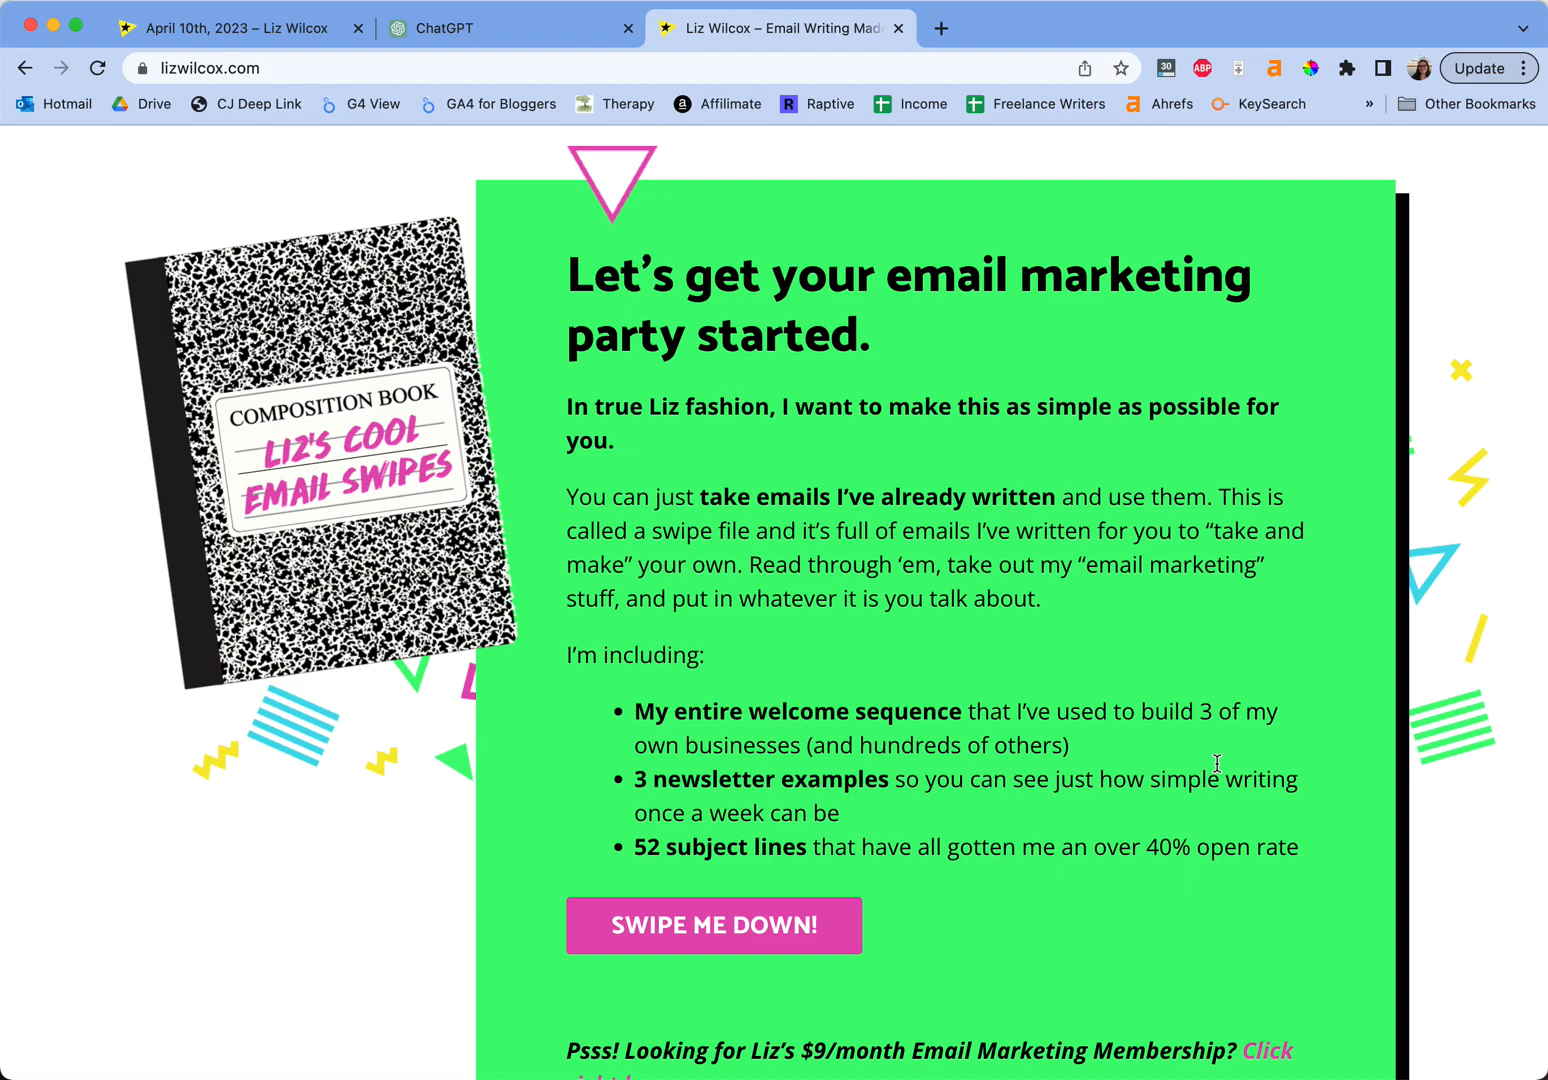 April 10th, 2023 – Liz Wilcox
ChatGPT
Liz Wilcox – Email Writing Mad
lizwilcox.com
30
ABP
a
Update
Hotmail
Drive
CJ Deep Link
G4 View
GA4 for Bloggers
Therapy
a
Affilimate
R
Raptive
Income
Freelance Writers
a
Ahrefs
KeySearch
»
Other Bookmarks
COMPOSITION BOOK
LIZ'S COOL
EMAIL SWIPES
Let’s get your email marketing
party started.
In true Liz fashion, I want to make this as simple as possible for
you.
You can just take emails I’ve already written and use them. This is
called a swipe file and it’s full of emails I’ve written for you to “take and
make” your own. Read through ‘em, take out my “email marketing”
stuff, and put in whatever it is you talk about.
I’m including:
• My entire welcome sequence that I’ve used to build 3 of my
own businesses (and hundreds of others)
• 3 newsletter examples so you can see just how simple writing
once a week can be
• 52 subject lines that have all gotten me an over 40% open rate
SWIPE ME DOWN!
Psss! Looking for Liz’s $9/month Email Marketing Membership? Click